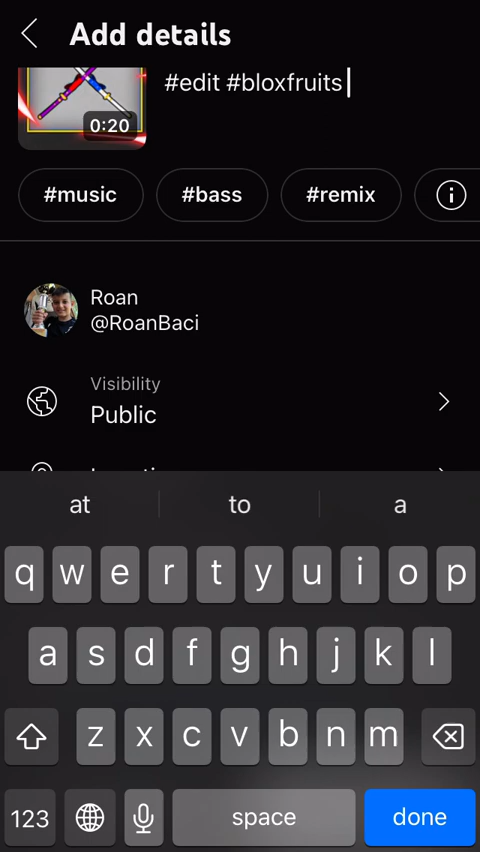 Add details
#edit #bloxfruits
0:20
#music #bass #remix
Roan
@RoanBaci
Visibility
Public
at to a
q w e r t y u i o p
a s d f g h j k l
z x c v b n m
123 space done